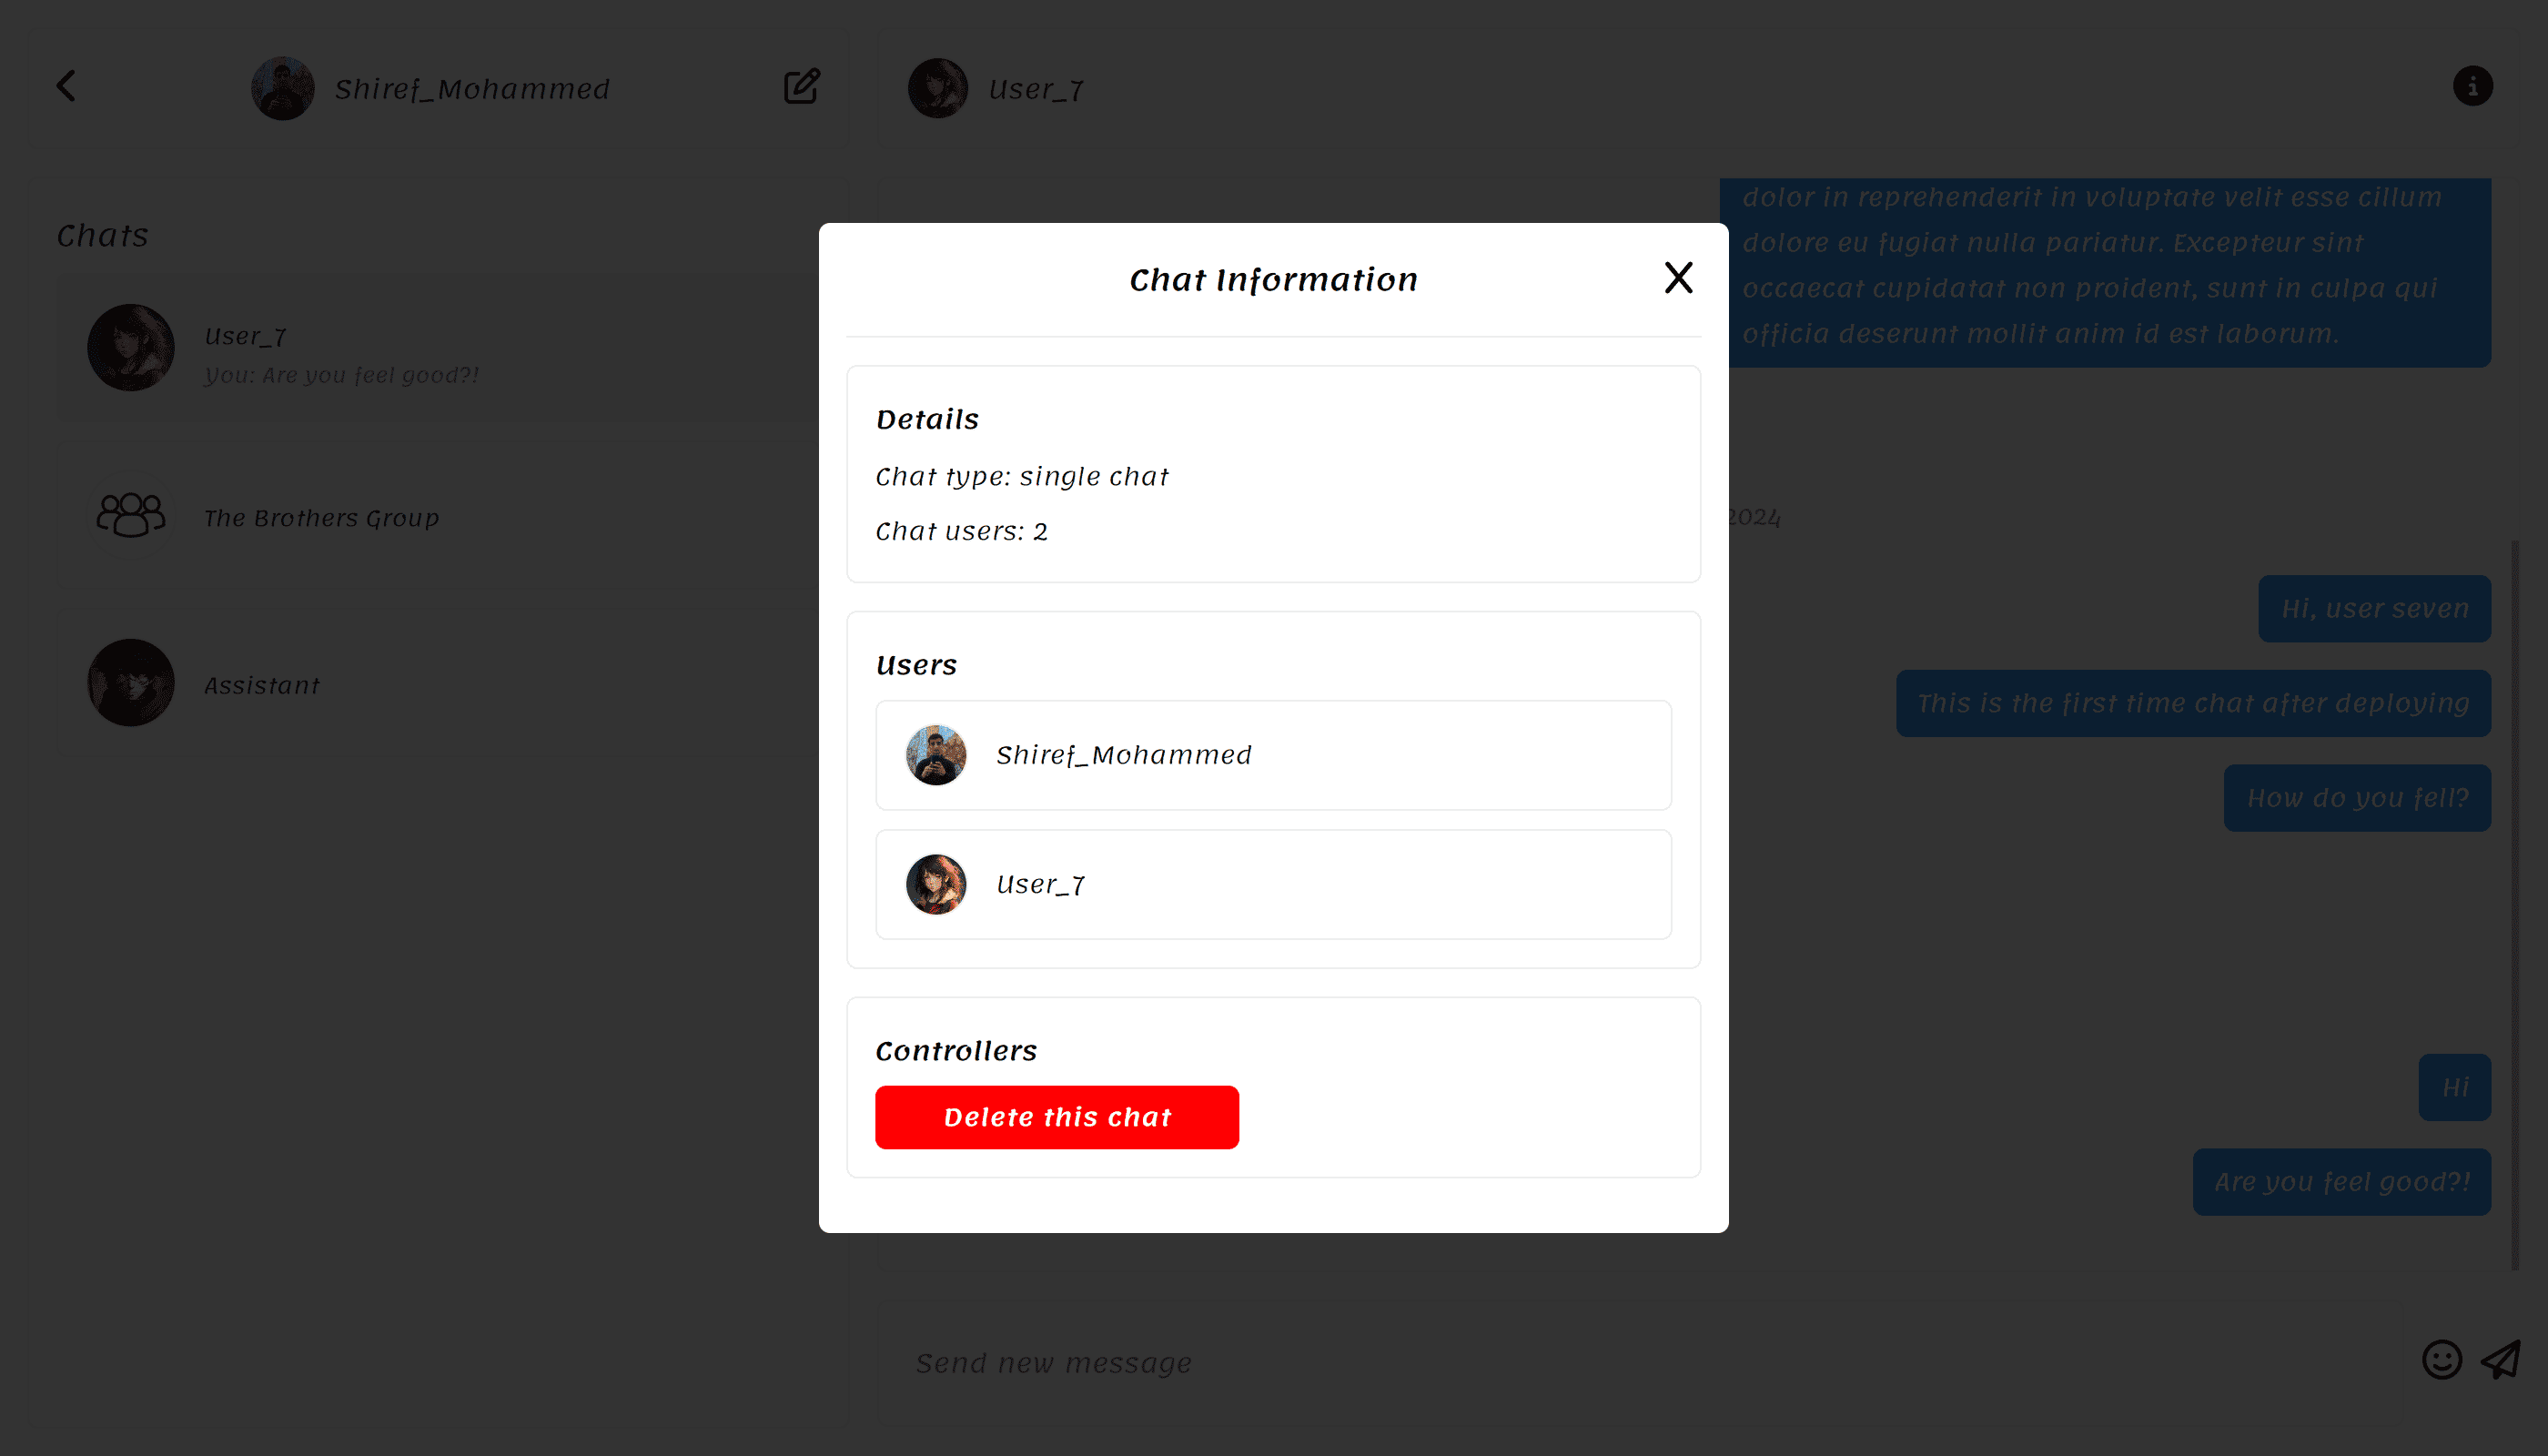 Shiref_Mohammed
User_7
Chats
User_7
You: Are you feel good?!
The Brothers Group
Assistant
dolor in reprehenderit in voluptate velit esse cillum
dolore eu fugiat nulla pariatur. Excepteur sint
occaecat cupidatat non proident, sunt in culpa qui
officia deserunt mollit anim id est laborum.
2024
Hi, user seven
This is the first time chat after deploying
How do you fell?
Hi
Are you feel good?!
Send new message
Chat Information
Details
Chat type: single chat
Chat users: 2
Users
Shiref_Mohammed
User_7
Controllers
Delete this chat